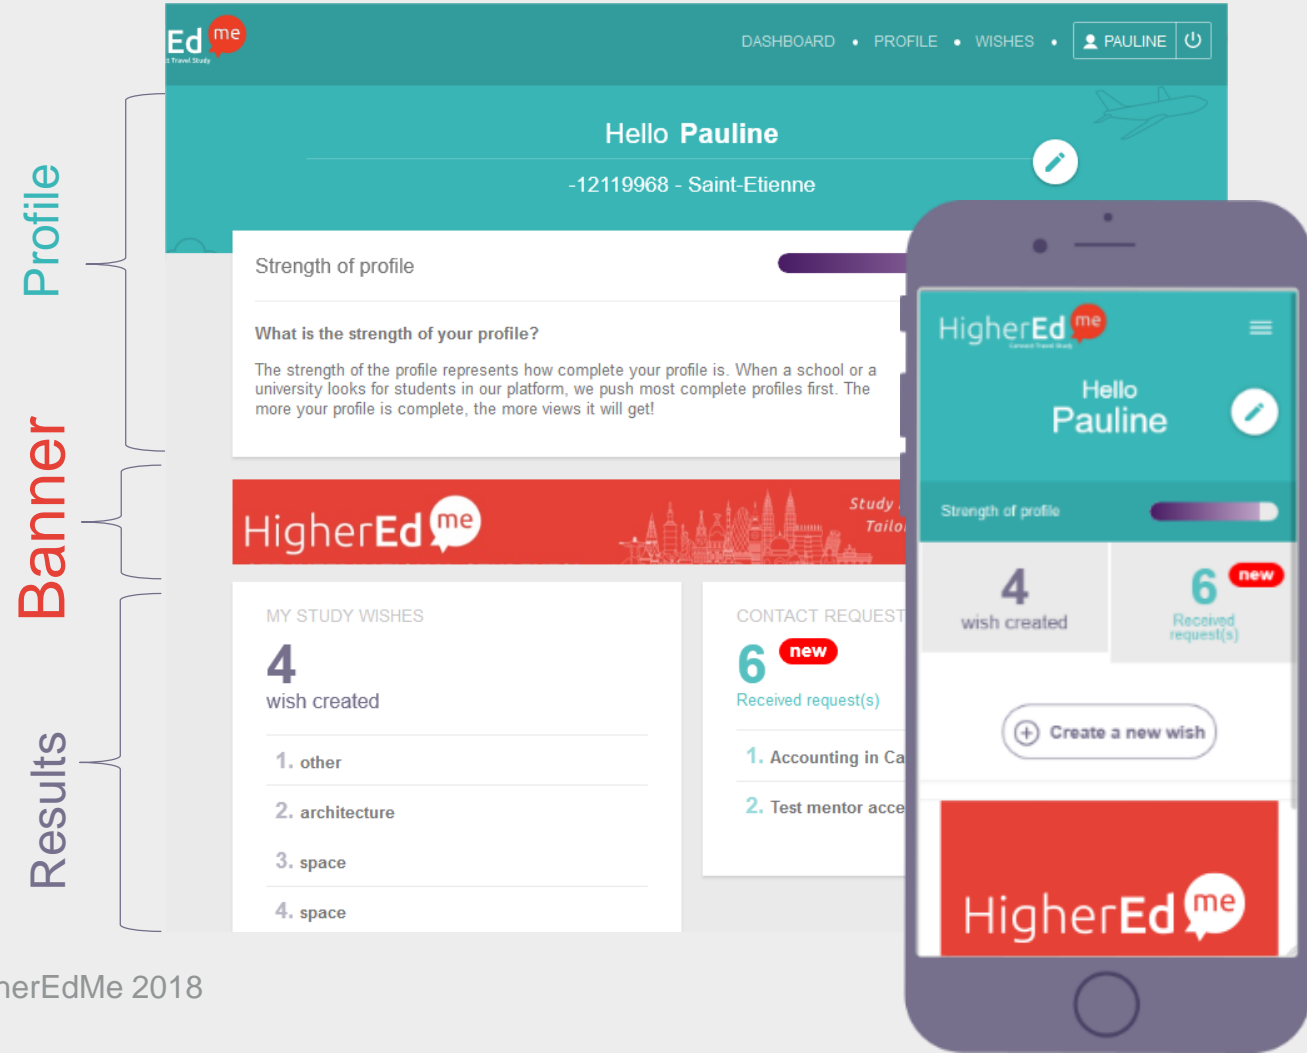 Ed me
t Travel Study
DASHBOARD • PROFILE • WISHES •
PAULINE
Hello Pauline
-12119968 - Saint-Etienne
Profile
Strength of profile
What is the strength of your profile?
The strength of the profile represents how complete your profile is. When a school or a
university looks for students in our platform, we push most complete profiles first. The
more your profile is complete, the more views it will get!
Banner
HigherEd me
Study
Tailo
Results
MY STUDY WISHES
4
wish created
1. other
2. architecture
3. space
4. space
CONTACT REQUEST
6 new
Received request(s)
1. Accounting in Ca
2. Test mentor acce
HigherEd me
Connect Travel Study
Hello
Pauline
Strength of profile
4
wish created
6 new
Received
request(s)
Create a new wish
HigherEd me
herEdMe 2018